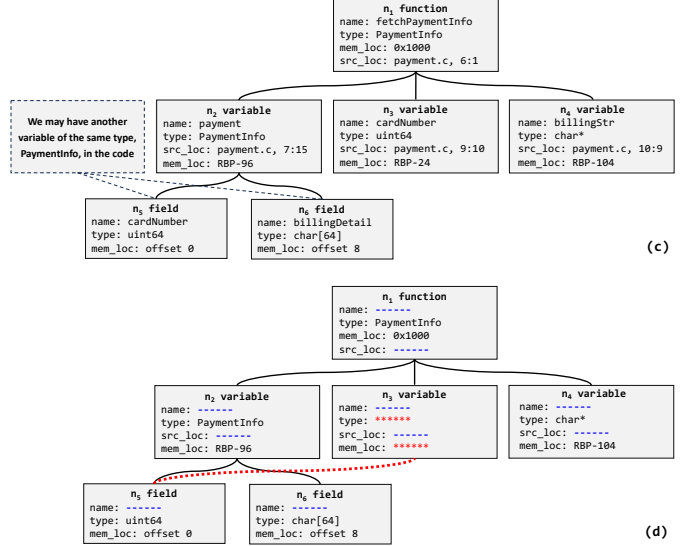 n₁ function
name: fetchPaymentInfo
type: PaymentInfo
mem_loc: 0x1000
src_loc: payment.c, 6:1
We may have another
variable of the same type,
PaymentInfo, in the code
n₂ variable
name: payment
type: PaymentInfo
src_loc: payment.c, 7:15
mem_loc: RBP-96
n₃ variable
name: cardNumber
type: uint64
src_loc: payment.c, 9:10
mem_loc: RBP-24
n₄ variable
name: billingStr
type: char*
src_loc: payment.c, 10:9
mem_loc: RBP-104
n₅ field
name: cardNumber
type: uint64
mem_loc: offset 0
n₆ field
name: billingDetail
type: char[64]
mem_loc: offset 8
(c)
n₁ function
name: ------
type: PaymentInfo
mem_loc: 0x1000
src_loc: ------
n₂ variable
name: ------
type: PaymentInfo
src_loc: ------
mem_loc: RBP-96
n₃ variable
name: ------
type: ******
src_loc: ------
mem_loc: ******
n₄ variable
name: ------
type: char*
src_loc: ------
mem_loc: RBP-104
n₅ field
name: ------
type: uint64
mem_loc: offset 0
n₆ field
name: ------
type: char[64]
mem_loc: offset 8
(d)